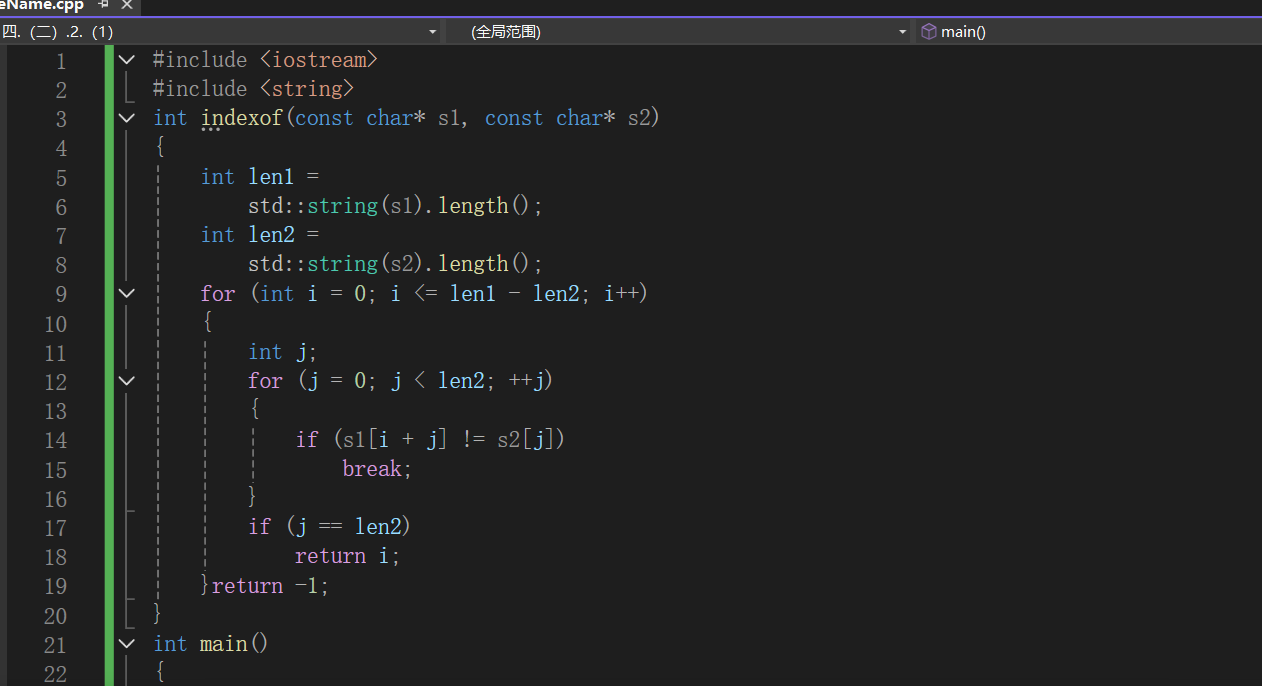 eName.cpp
四. (二) .2. (1) (全局范围) main()
1 #include <iostream>
2 #include <string>
3 int indexof(const char* s1, const char* s2)
4 {
5 int len1 =
6 std::string(s1).length();
7 int len2 =
8 std::string(s2).length();
9 for (int i = 0; i <= len1 - len2; i++)
10 {
11 int j;
12 for (j = 0; j < len2; ++j)
13 {
14 if (s1[i + j] != s2[j])
15 break;
16 }
17 if (j == len2)
18 return i;
19 }return -1;
20 }
21 int main()
22 {